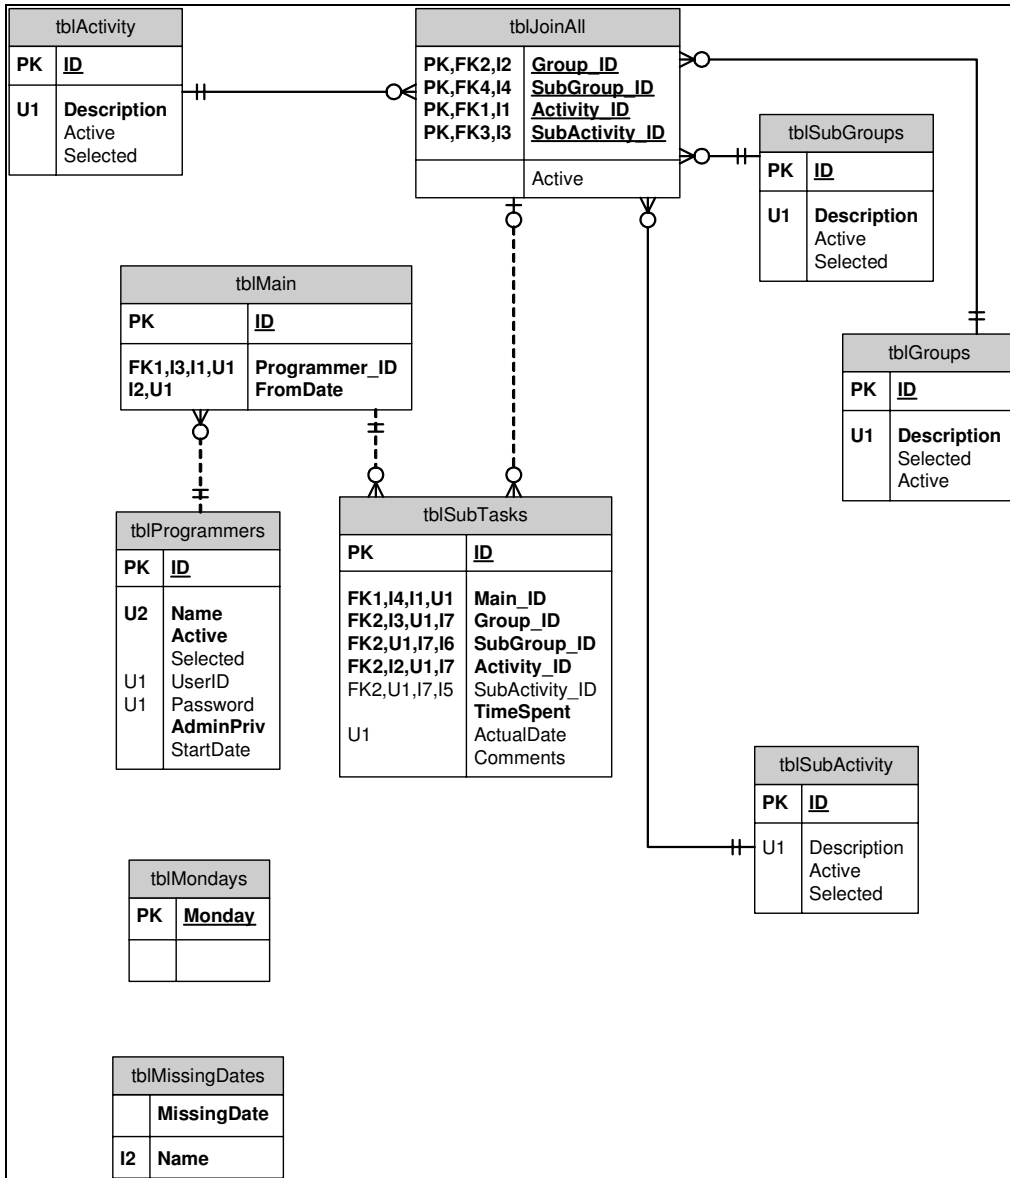 tblActivity
PK ID
U1 Description
Active
Selected
tblJoinAll
PK,FK2,I2 Group_ID
PK,FK4,I4 SubGroup_ID
PK,FK1,I1 Activity_ID
PK,FK3,I3 SubActivity_ID
Active
tblSubGroups
PK ID
U1 Description
Active
Selected
tblMain
PK ID
FK1,I3,I1,U1 Programmer_ID
I2,U1 FromDate
tblGroups
PK ID
U1 Description
Selected
Active
tblProgrammers
PK ID
U2 Name
Active
Selected
U1 UserID
U1 Password
AdminPriv
StartDate
tblSubTasks
PK ID
FK1,I4,I1,U1 Main_ID
FK2,I3,U1,I7 Group_ID
FK2,U1,I7,I6 SubGroup_ID
FK2,I2,U1,I7 Activity_ID
FK2,U1,I7,I5 SubActivity_ID
TimeSpent
U1 ActualDate
Comments
tblSubActivity
PK ID
U1 Description
Active
Selected
tblMondays
PK Monday
tblMissingDates
MissingDate
I2 Name